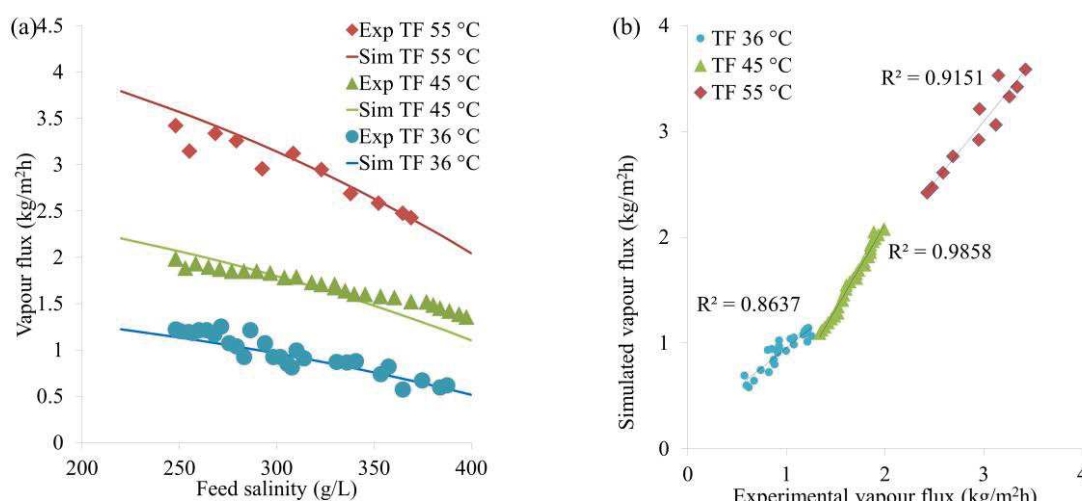 (a)
5
4.5
4
3.5
3
2.5
2
1.5
1
0.5
0
Vapour flux (kg/m²h)
Exp TF 55 °C
Sim TF 55 °C
Exp TF 45 °C
Sim TF 45 °C
Exp TF 36 °C
Sim TF 36 °C
200 250 300 350 400
Feed salinity (g/L)
(b)
4
3
2
1
0
Simulated vapour flux (kg/m²h)
TF 36 °C
TF 45 °C
TF 55 °C
R² = 0.9151
R² = 0.9858
R² = 0.8637
0 1 2 3 4
Experimental vapour flux (kg/m²h)